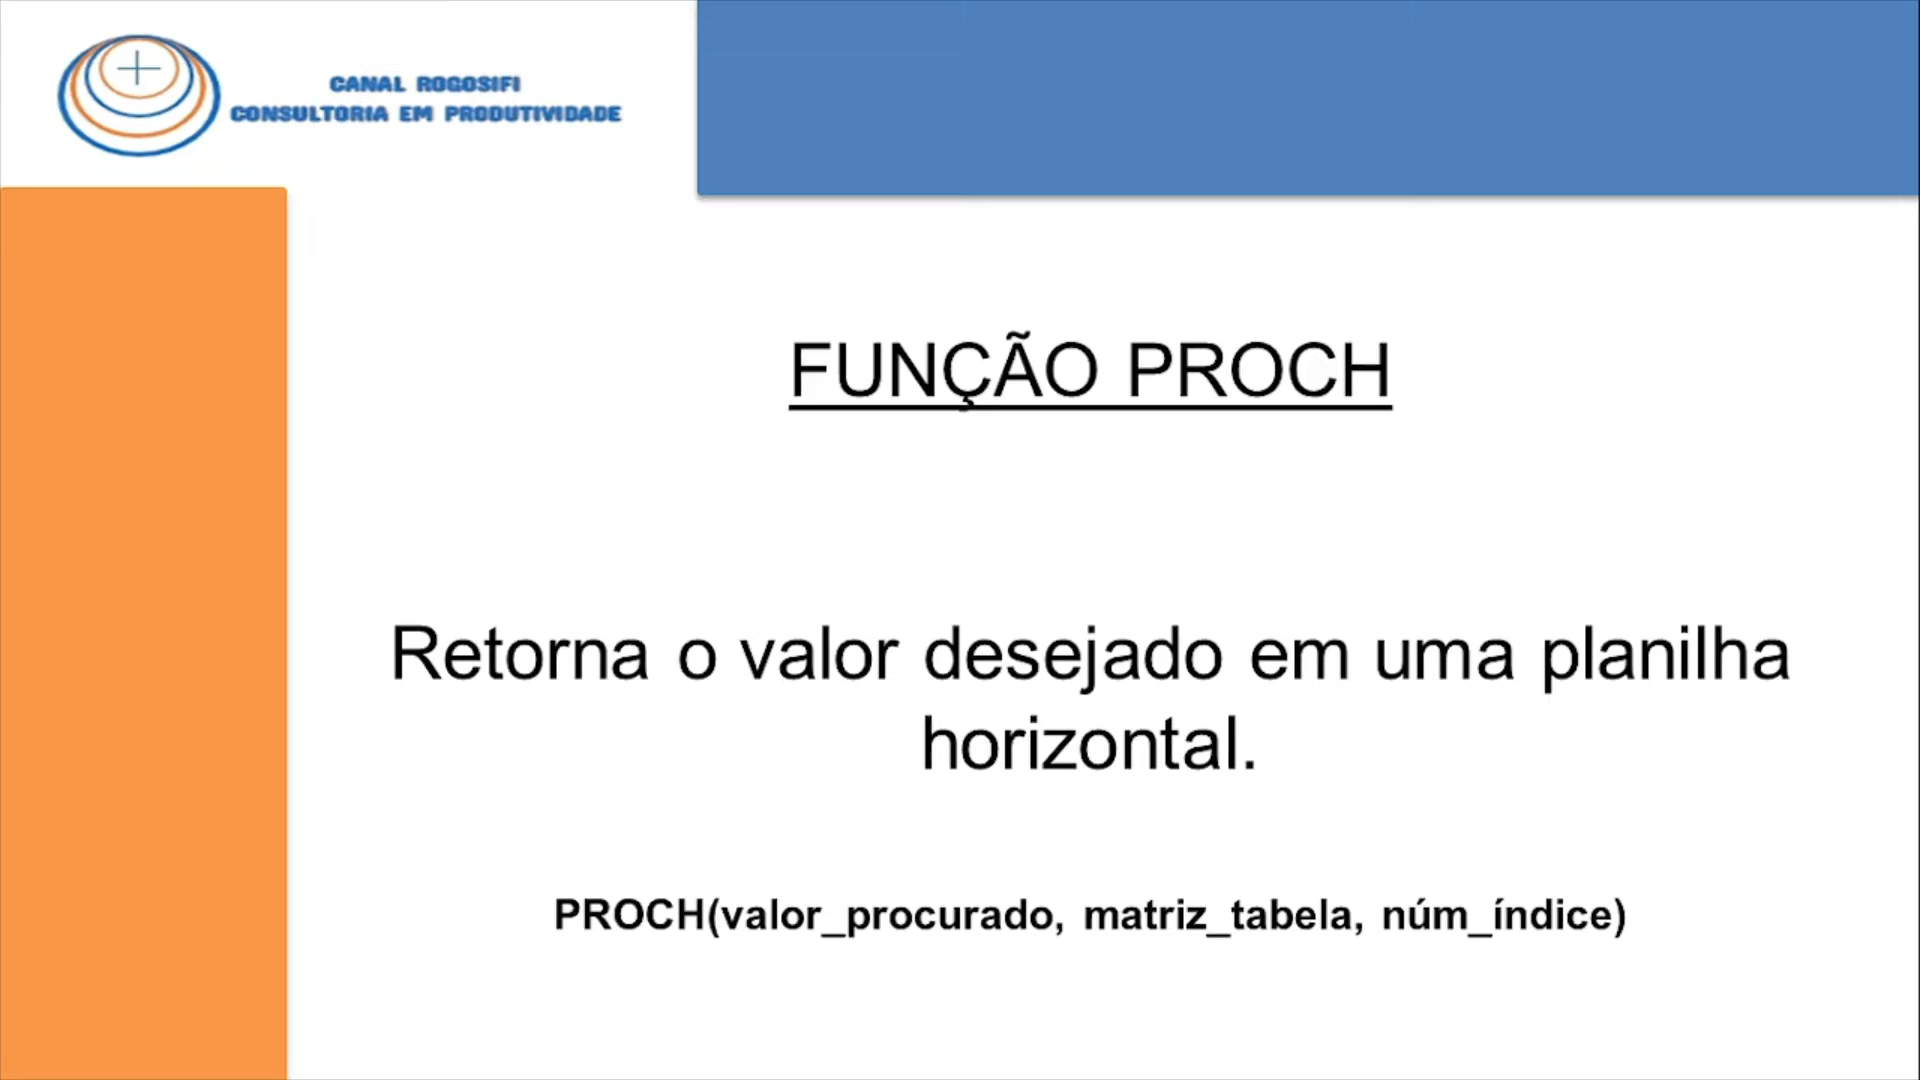 CANAL ROGOSIFI
CONSULTORIA EM PRODUTIVIDADE
FUNÇÃO PROCH
Retorna o valor desejado em uma planilha
horizontal.
PROCH(valor_procurado, matriz_tabela, núm_índice)